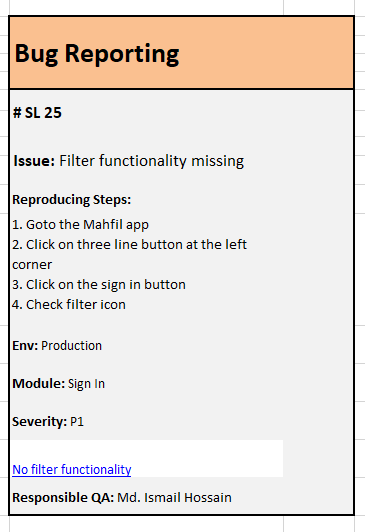 Bug Reporting
# SL 25
Issue: Filter functionality missing
Reproducing Steps:
1. Goto the Mahfil app
2. Click on three line button at the left
corner
3. Click on the sign in button
4. Check filter icon
Env: Production
Module: Sign In
Severity: P1
No filter functionality
Responsible QA: Md. Ismail Hossain